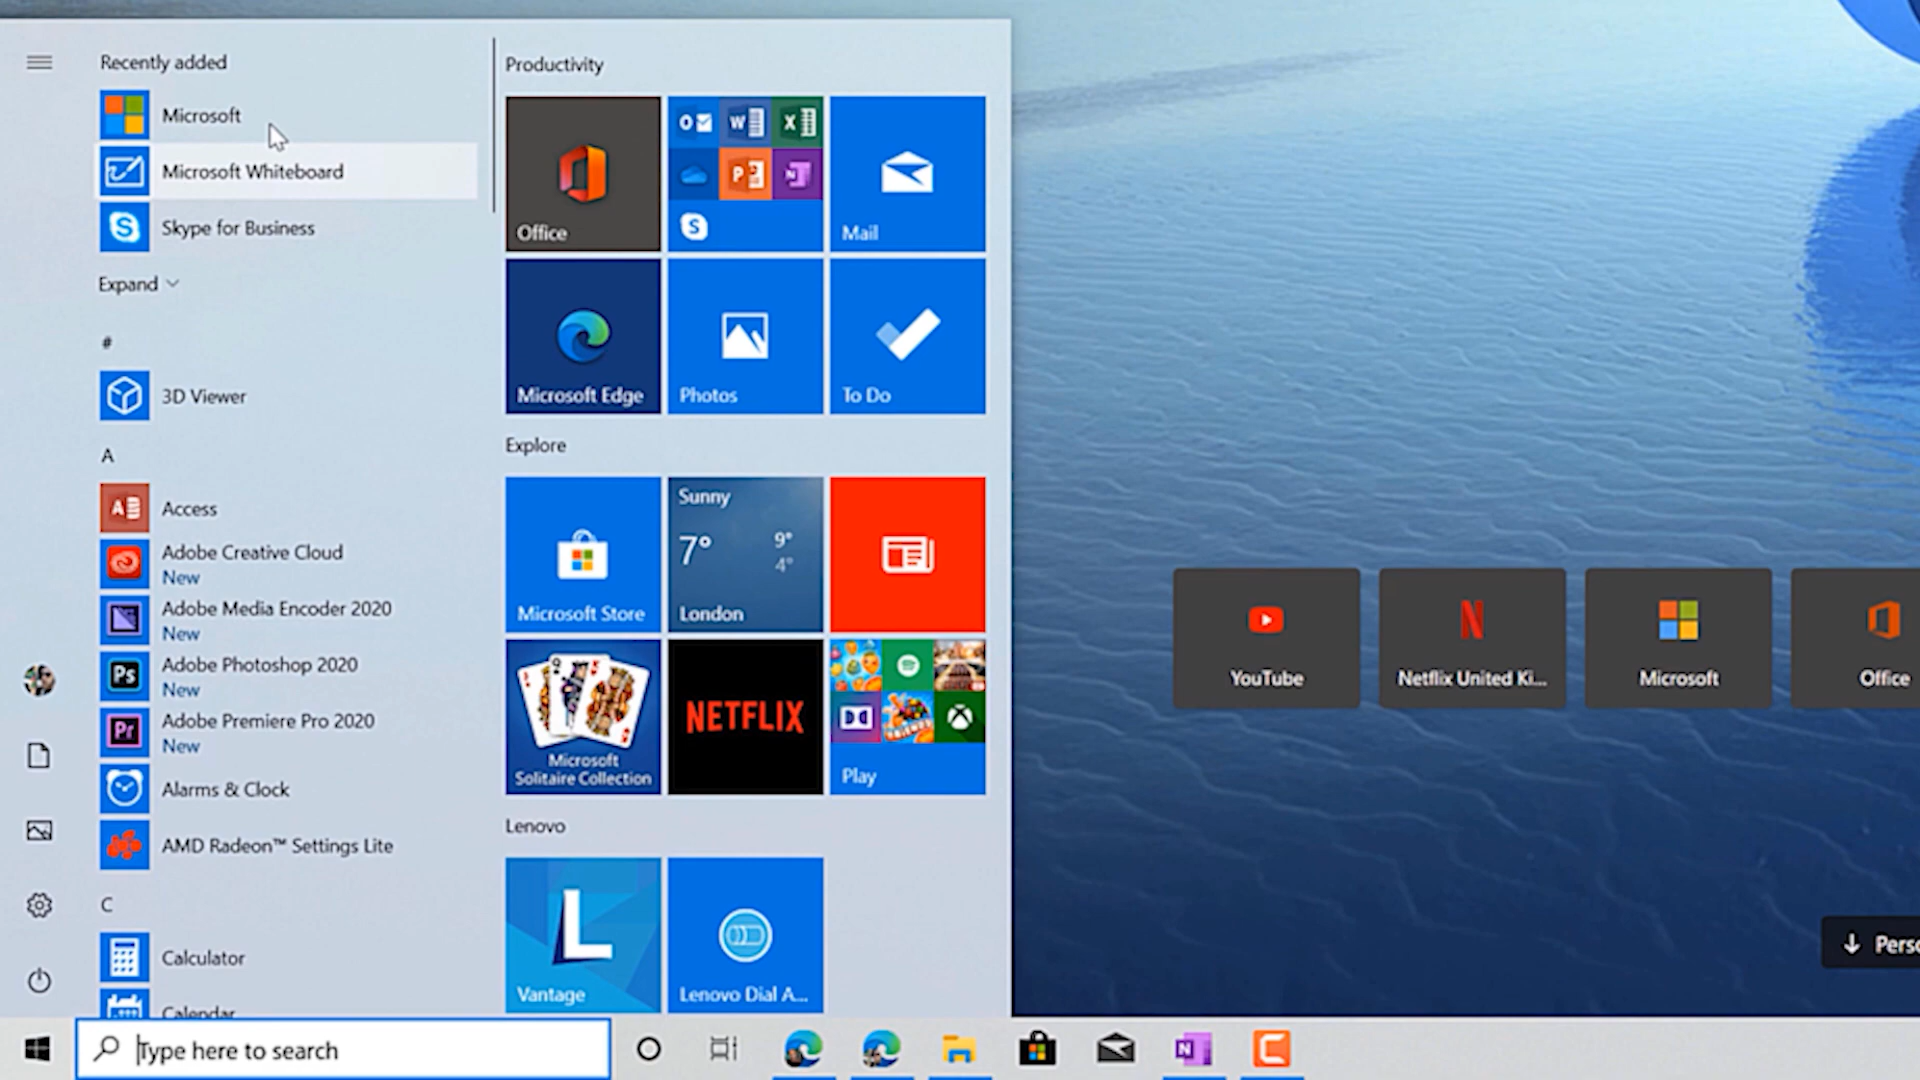 Recently added
Microsoft
Microsoft Whiteboard
Skype for Business
Expand
#
3D Viewer
A
Access
Adobe Creative Cloud
New
Adobe Media Encoder 2020
New
Adobe Photoshop 2020
New
Adobe Premiere Pro 2020
New
Alarms & Clock
AMD Radeon™ Settings Lite
C
Calculator
Calendar
Productivity
Office
Mail
Microsoft Edge
Photos
To Do
Explore
Microsoft Store
Sunny
7°
9°
4°
London
Microsoft
Solitaire Collection
NETFLIX
Play
Lenovo
Vantage
Lenovo Dial A...
YouTube
Netflix United Ki...
Microsoft
Office
Perso
Type here to search